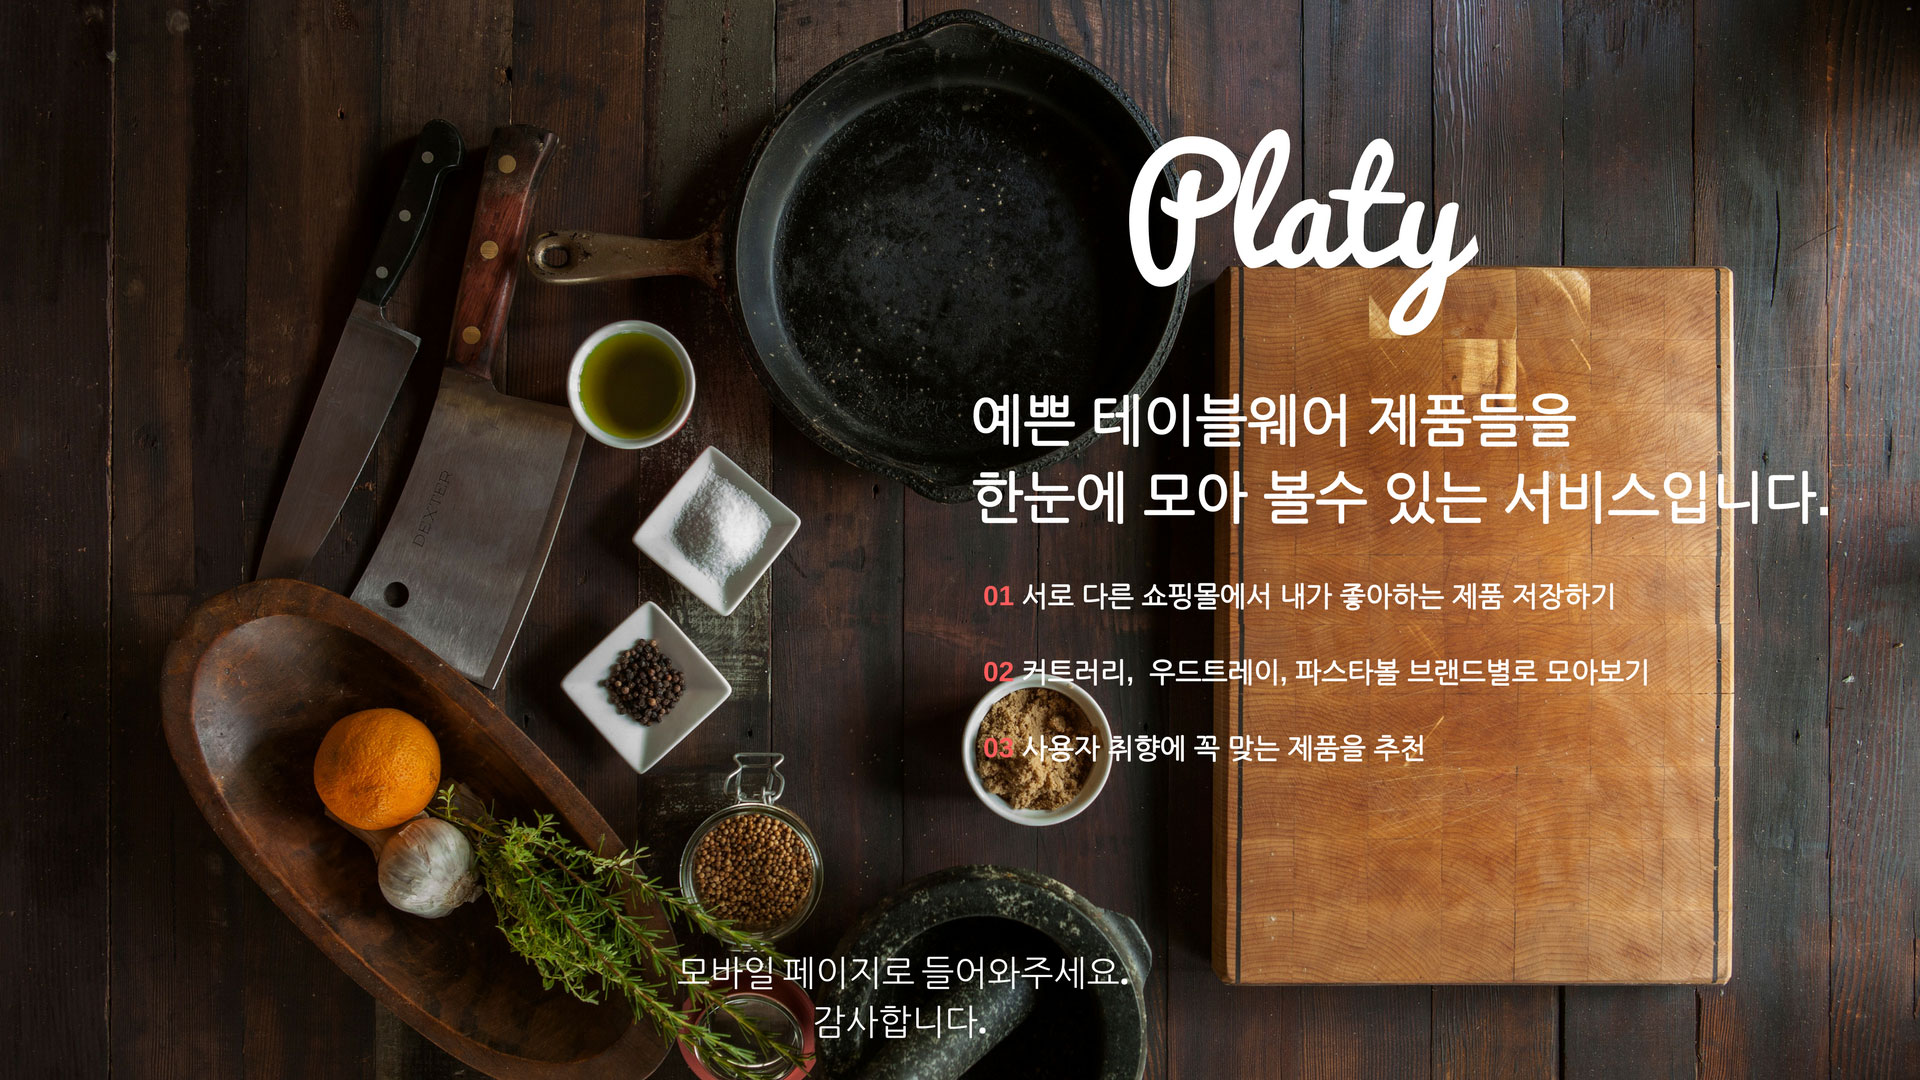 Platy
예쁜 테이블웨어 제품들을
한눈에 모아 볼수 있는 서비스입니다.
01 서로 다른 쇼핑몰에서 내가 좋아하는 제품 저장하기
02 커트러리, 우드트레이, 파스타볼 브랜드별로 모아보기
03 사용자 취향에 꼭 맞는 제품을 추천
DEXTER
모바일 페이지로 들어와주세요.
감사합니다.